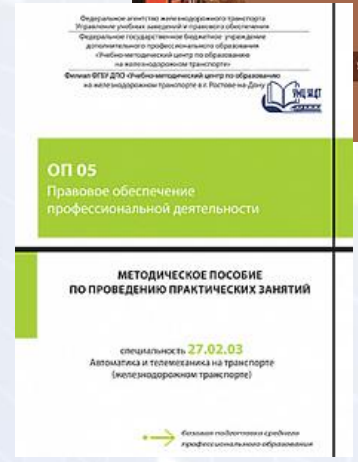 Федеральное агентство железнодорожного транспорта
Управление учебных заведений и правового обеспечения
Федеральное государственное бюджетное учреждение
дополнительного профессионального образования
«Учебно-методический центр по образованию
на железнодорожном транспорте»
Филиал ФГБУ ДПО «Учебно-методический центр по образованию
на железнодорожном транспорте» в г. Ростове-на-Дону
УМЦ ЖДТ
ОП 05
Правовое обеспечение
профессиональной деятельности
МЕТОДИЧЕСКОЕ ПОСОБИЕ
ПО ПРОВЕДЕНИЮ ПРАКТИЧЕСКИХ ЗАНЯТИЙ
специальность 27.02.03
Автоматика и телемеханика на транспорте
(железнодорожном транспорте)
базовая подготовка среднего
профессионального образования